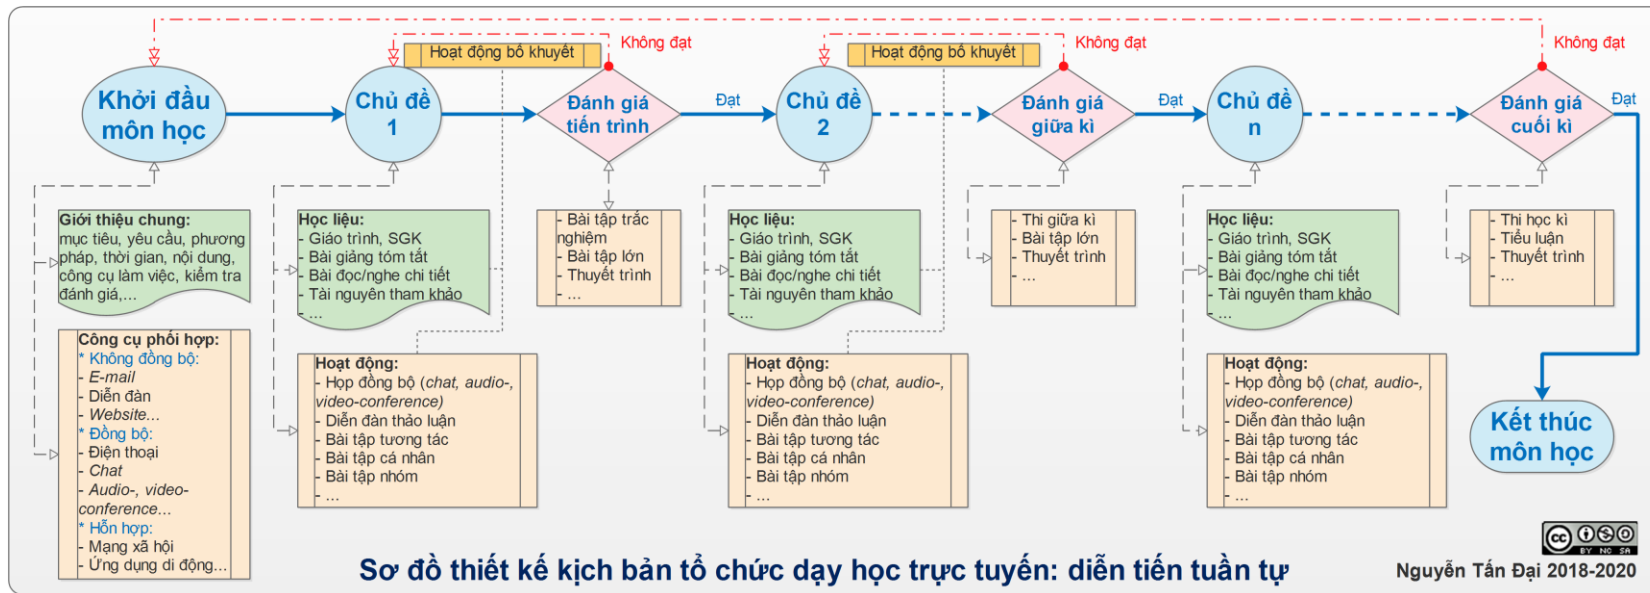 Hoạt động bổ khuyết
Không đạt
Hoạt động bổ khuyết
Không đạt
Không đạt
Khởi đầu
môn học
Chủ đề
1
Đánh giá
tiến trình
Đạt
Chủ đề
2
Đánh giá
giữa kì
Đạt
Chủ đề
n
Đánh giá
cuối kì
Đạt
Giới thiệu chung:
mục tiêu, yêu cầu, phương
pháp, thời gian, nội dung,
công cụ làm việc, kiểm tra
đánh giá,...
Công cụ phối hợp:
* Không đồng bộ:
- E-mail
- Diễn đàn
- Website...
* Đồng bộ:
- Điện thoại
- Chat
- Audio-, video-
conference...
* Hỗn hợp:
- Mạng xã hội
- Ứng dụng di động...
Học liệu:
- Giáo trình, SGK
- Bài giảng tóm tắt
- Bài đọc/nghe chi tiết
- Tài nguyên tham khảo
- ...
Hoạt động:
- Họp đồng bộ (chat, audio-,
video-conference)
- Diễn đàn thảo luận
- Bài tập tương tác
- Bài tập cá nhân
- Bài tập nhóm
- ...
- Bài tập trắc
nghiệm
- Bài tập lớn
- Thuyết trình
- ...
Học liệu:
- Giáo trình, SGK
- Bài giảng tóm tắt
- Bài đọc/nghe chi tiết
- Tài nguyên tham khảo
- ...
Hoạt động:
- Họp đồng bộ (chat, audio-,
video-conference)
- Diễn đàn thảo luận
- Bài tập tương tác
- Bài tập cá nhân
- Bài tập nhóm
- ...
- Thi giữa kì
- Bài tập lớn
- Thuyết trình
- ...
Học liệu:
- Giáo trình, SGK
- Bài giảng tóm tắt
- Bài đọc/nghe chi tiết
- Tài nguyên tham khảo
- ...
Hoạt động:
- Họp đồng bộ (chat, audio-,
video-conference)
- Diễn đàn thảo luận
- Bài tập tương tác
- Bài tập cá nhân
- Bài tập nhóm
- ...
- Thi học kì
- Tiểu luận
- Thuyết trình
- ...
Kết thúc
môn học
cc
BY NC SA
Sơ đồ thiết kế kịch bản tổ chức dạy học trực tuyến: diễn tiến tuần tự
Nguyễn Tấn Đại 2018-2020